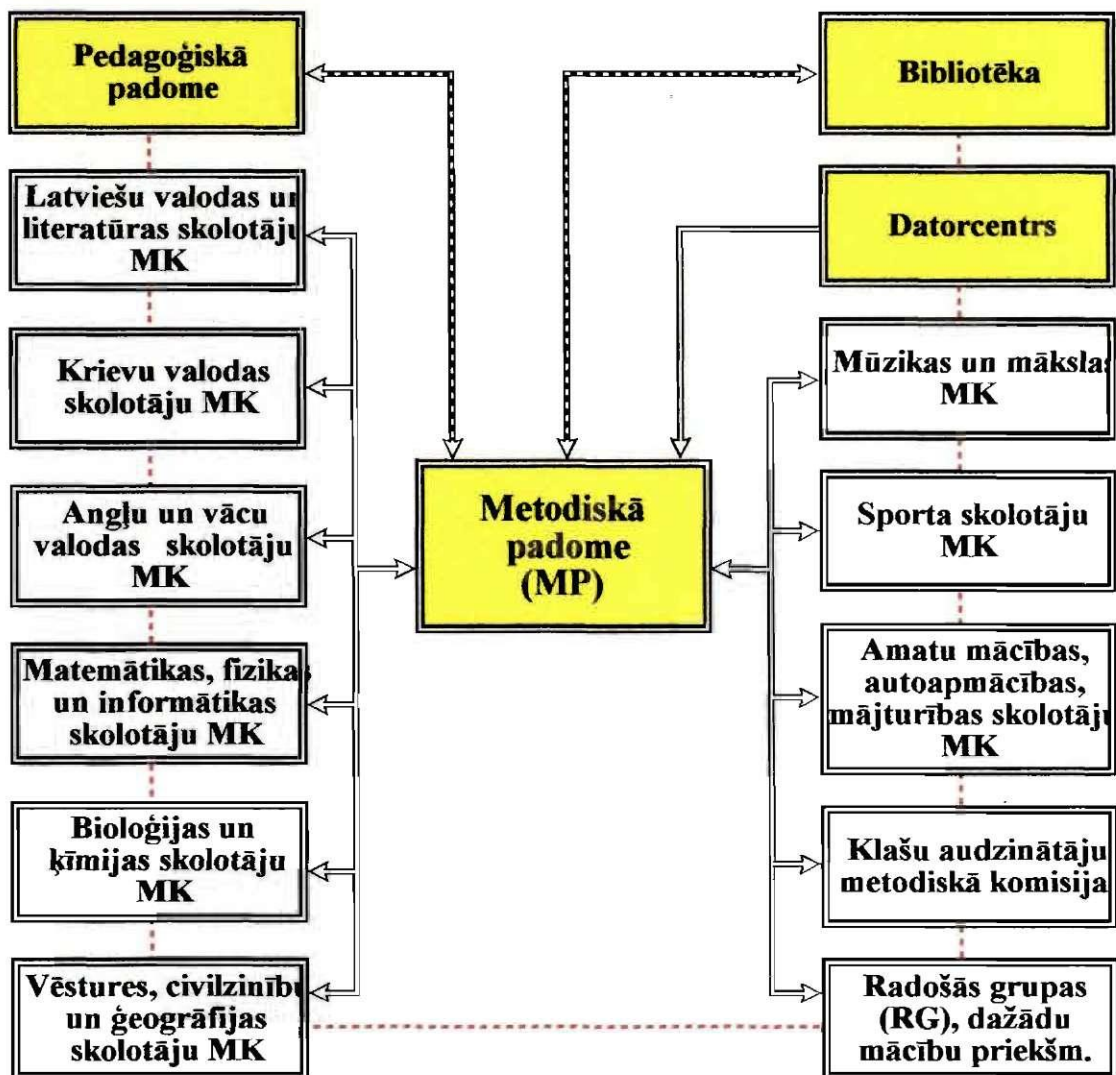 Pedagoģiskā
padome
Bibliotēka
Latviešu valodas un
literatūras skolotāju
MK
Datorcentrs
Krievu valodas
skolotāju MK
Mūzikas un mākslas
MK
Angļu un vācu
valodas skolotāju
MK
Metodiskā
padome
(MP)
Sporta skolotāju
MK
Matemātikas, fizikas
un informātikas
skolotāju MK
Amatu mācības,
autoapmācības,
mājturības skolotāju
MK
Bioloģijas un
ķīmijas skolotāju
MK
Klašu audzinātāju
metodiskā komisija
Vēstures, civilzinību
un ģeogrāfijas
skolotāju MK
Radošās grupas
(RG), dažādu
mācību priekšm.